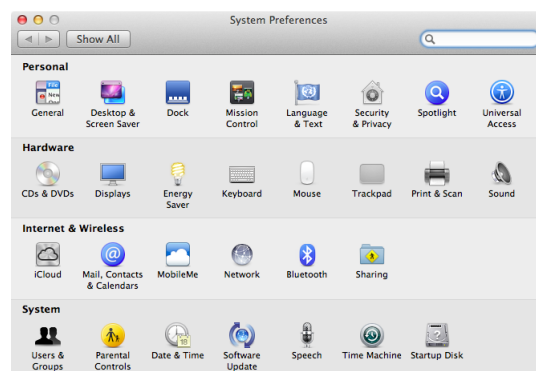 System Preferences
Show All
Personal
General
Desktop &
Screen Saver
Dock
Mission
Control
Language
& Text
Security
& Privacy
Spotlight
Universal
Access
Hardware
CDs & DVDs
Displays
Energy
Saver
Keyboard
Mouse
Trackpad
Print & Scan
Sound
Internet & Wireless
iCloud
Mail, Contacts
& Calendars
MobileMe
Network
Bluetooth
Sharing
System
Users &
Groups
Parental
Controls
Date & Time
Software
Update
Speech
Time Machine
Startup Disk